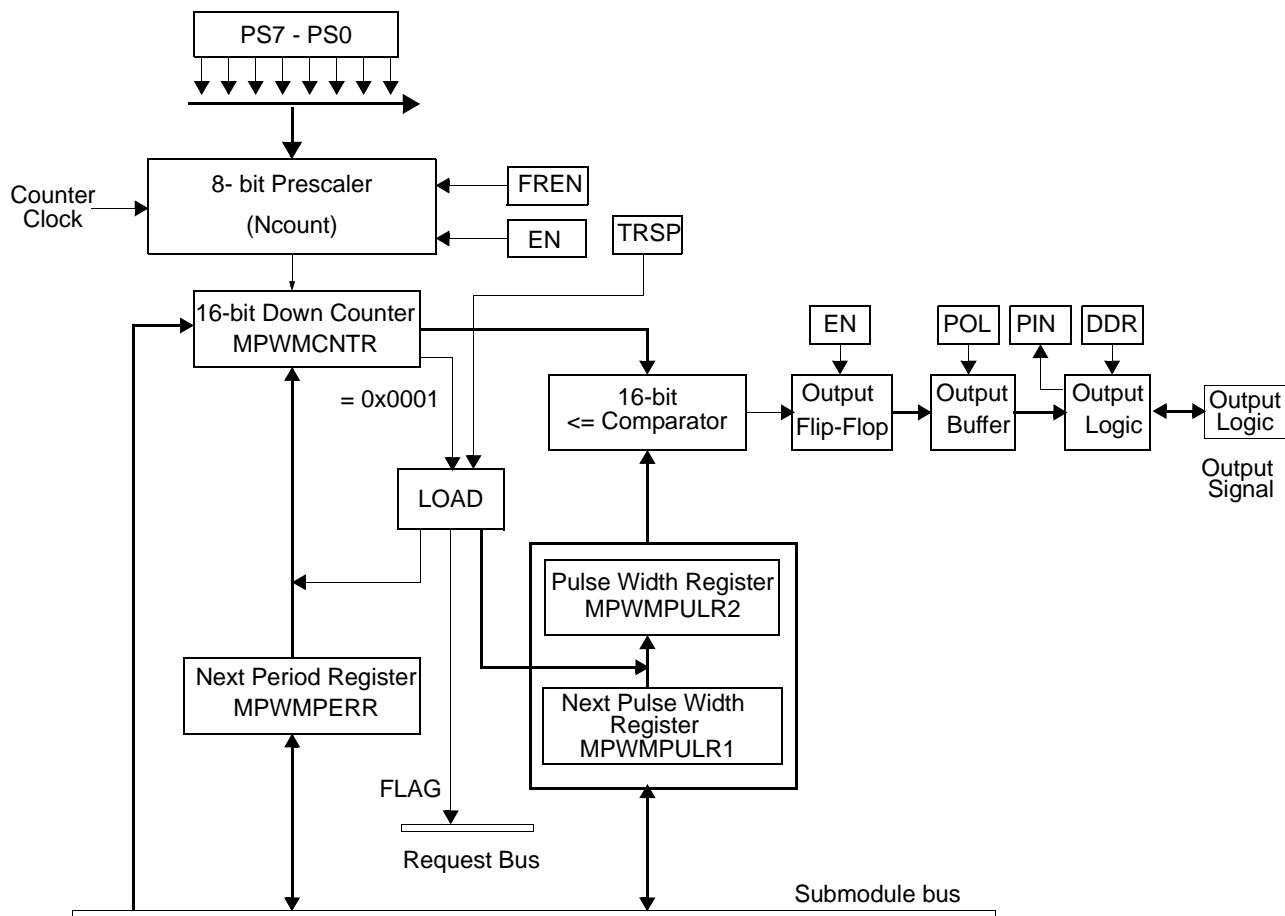 PS7 - PS0
8- bit Prescaler
(Ncount)
Counter
Clock
FREN
EN
TRSP
16-bit Down Counter
MPWMCNTR
= 0x0001
LOAD
16-bit
<= Comparator
EN
POL
PIN
DDR
Output
Flip-Flop
Output
Buffer
Output
Logic
Output
Logic
Output
Signal
Pulse Width Register
MPWMPULR2
Next Period Register
MPWMPERR
Next Pulse Width
Register
MPWMPULR1
FLAG
Request Bus
Submodule bus